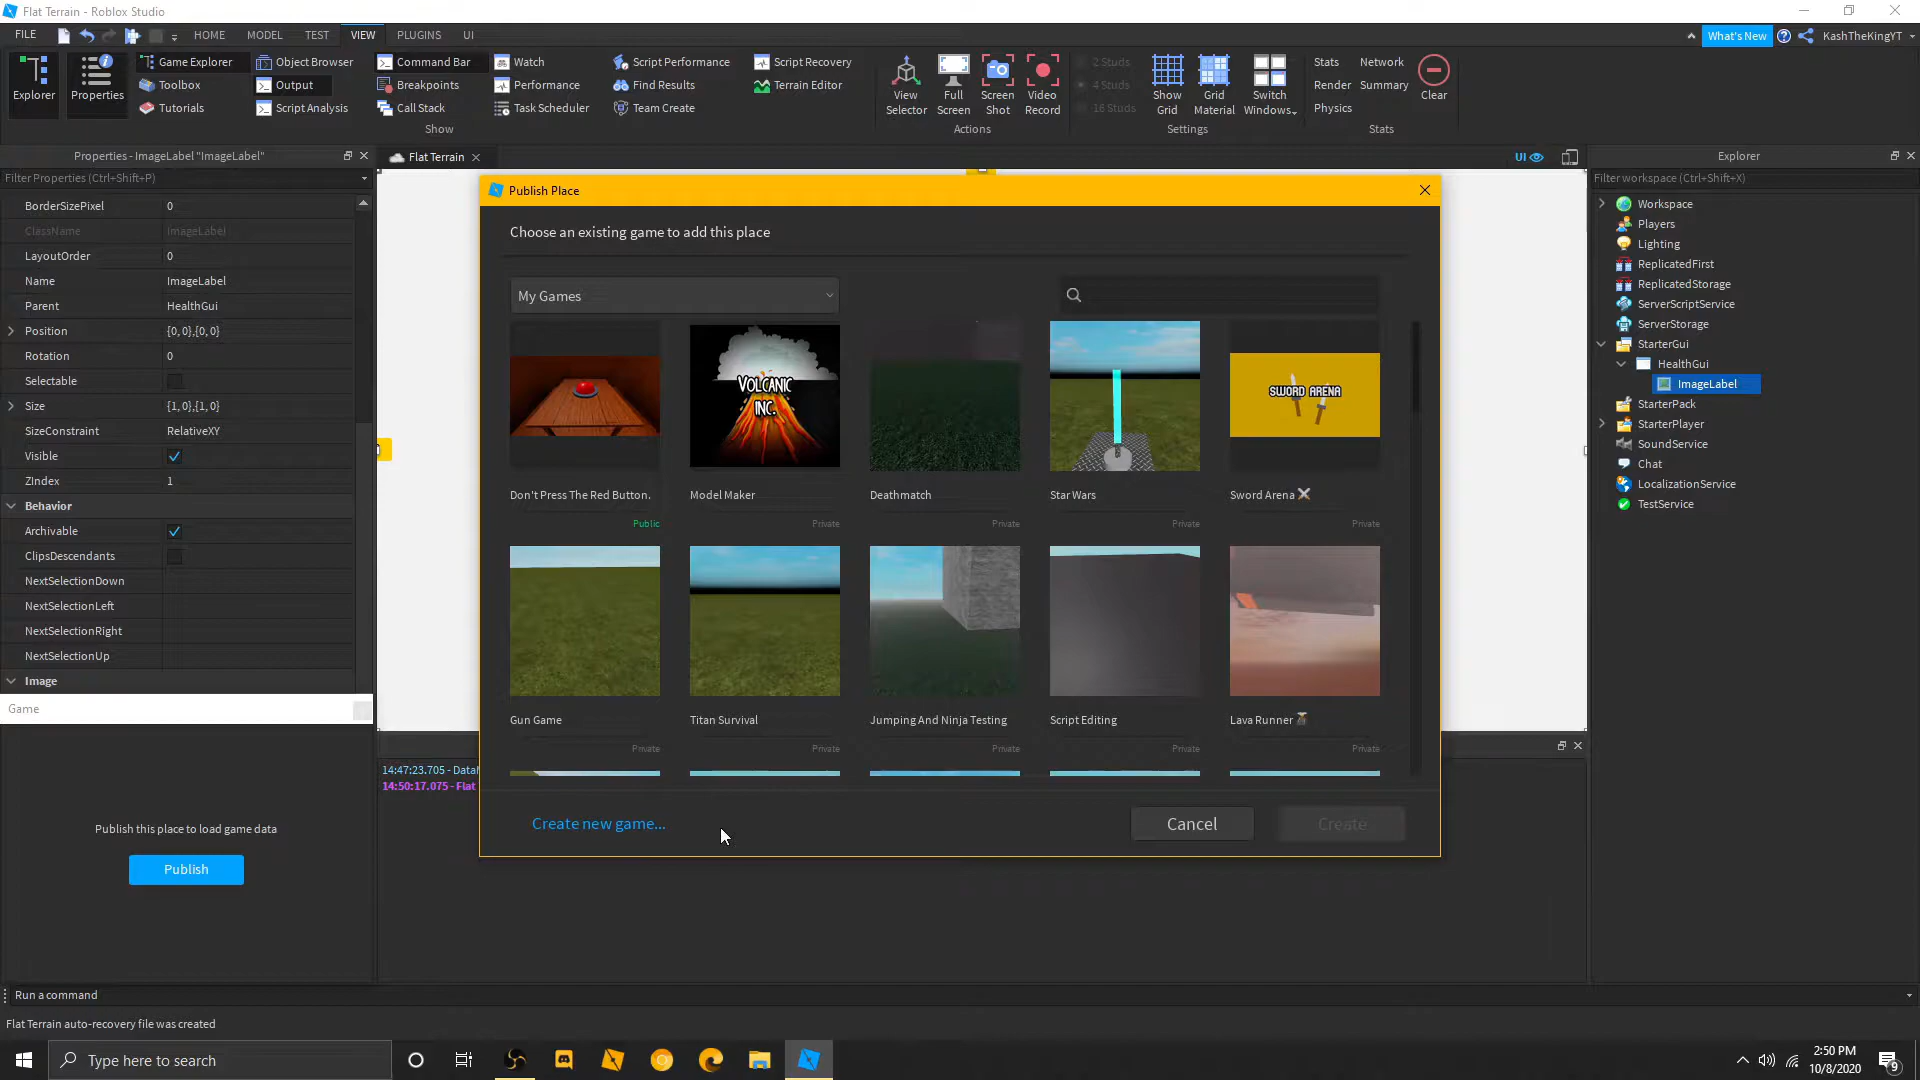 Flat Terrain - Roblox Studio
FILE HOME MODEL TEST VIEW PLUGINS UI What's New KashTheKingYT
Explorer
Properties
Game Explorer
Toolbox
Tutorials
Object Browser
Output
Script Analysis
Command Bar
Breakpoints
Call Stack
Watch
Performance
Task Scheduler
Script Performance
Find Results
Team Create
Script Recovery
Terrain Editor
Show
View Selector
Full Screen
Screen Shot
Video Record
Actions
2 Studs
4 Studs
16 Studs
Show Grid
Grid Material
Switch Windows
Settings
Stats Network
Render Summary
Physics
Stats
Clear
Properties - ImageLabel "ImageLabel"
Filter Properties (Ctrl+Shift+P)
BorderSizePixel 0
ClassName ImageLabel
LayoutOrder 0
Name ImageLabel
Parent HealthGui
Position {0, 0},{0, 0}
Rotation 0
Selectable
Size {1, 0},{1, 0}
SizeConstraint RelativeXY
Visible
ZIndex 1
Behavior
Archivable
ClipsDescendants
NextSelectionDown
NextSelectionLeft
NextSelectionRight
NextSelectionUp
Image
Game
Publish this place to load game data
Publish
Flat Terrain
UI
Publish Place
Choose an existing game to add this place
My Games
VOLCANIC
INC.
SWORD ARENA
Don't Press The Red Button. Model Maker Deathmatch Star Wars Sword Arena
Public Private Private Private Private
Gun Game Titan Survival Jumping And Ninja Testing Script Editing Lava Runner
Private Private Private Private Private
Create new game... Cancel Create
14:47:23.705 - DataM
14:50:17.075 - Flat
Explorer
Filter workspace (Ctrl+Shift+X)
Workspace
Players
Lighting
ReplicatedFirst
ReplicatedStorage
ServerScriptService
ServerStorage
StarterGui
HealthGui
ImageLabel
StarterPack
StarterPlayer
SoundService
Chat
LocalizationService
TestService
Run a command
Flat Terrain auto-recovery file was created
Type here to search
2:50 PM
10/8/2020
9